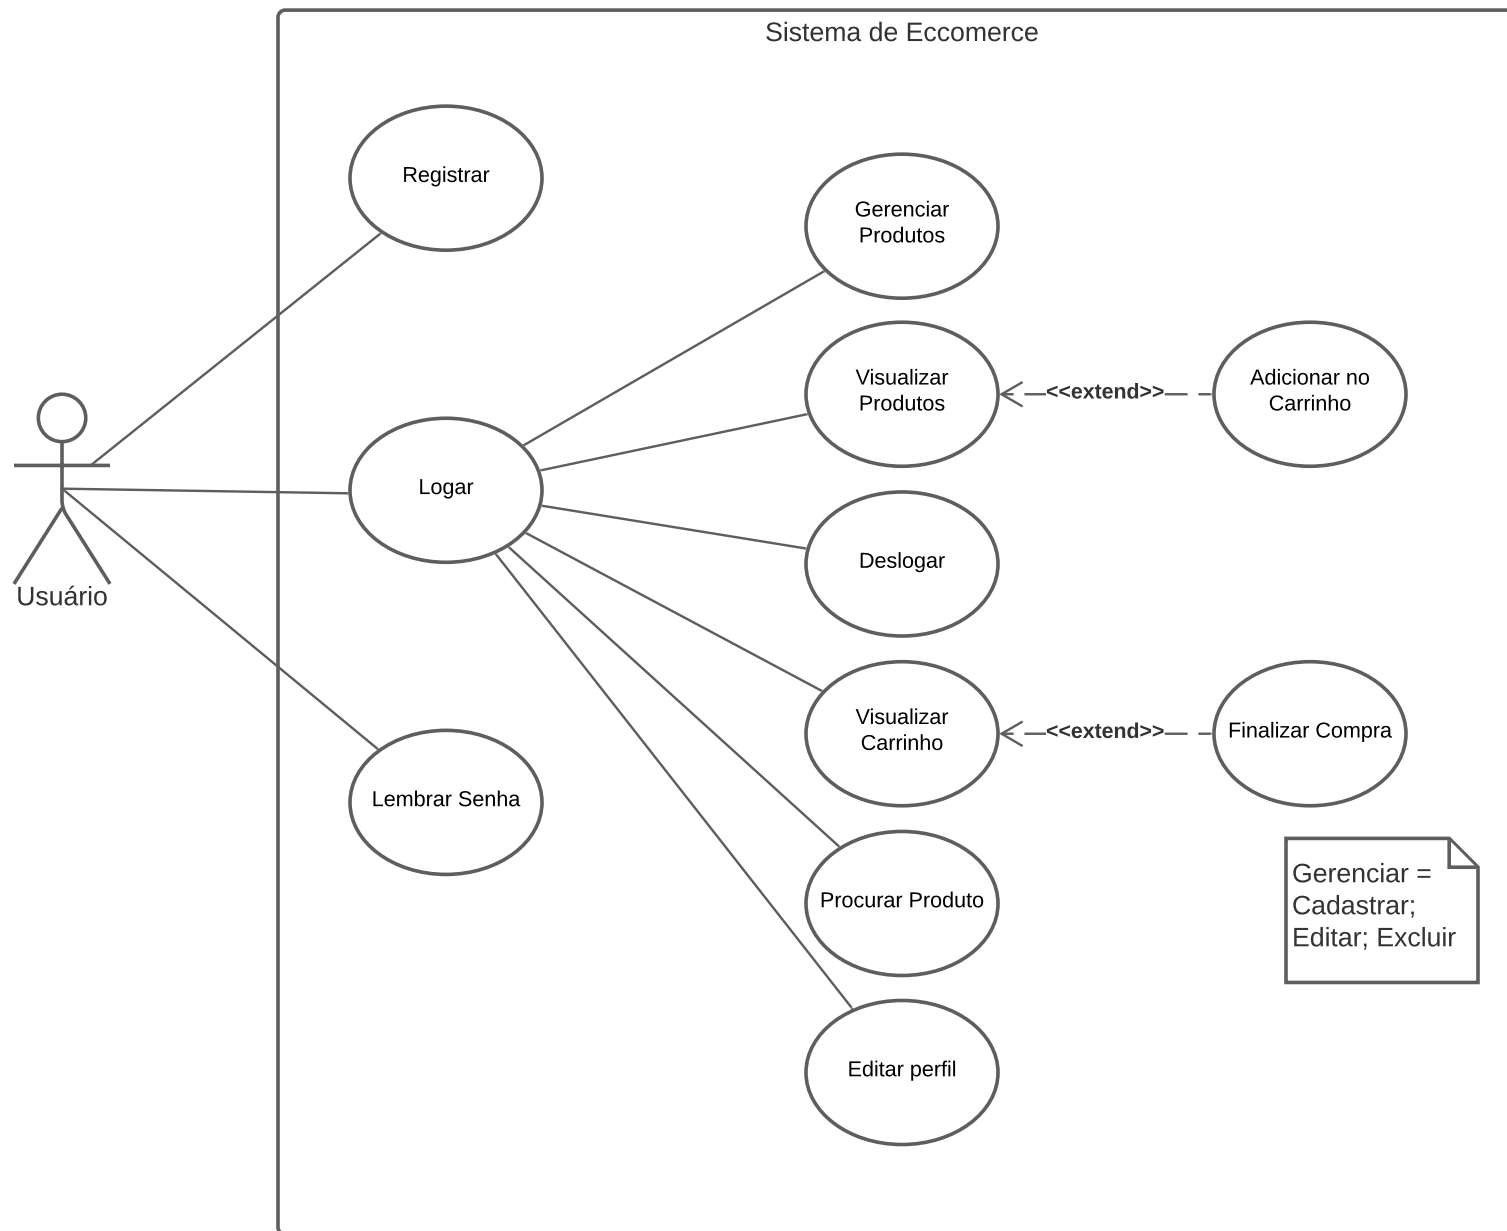 Sistema de Eccomerce
Registrar
Gerenciar
Produtos
Visualizar
Produtos
<<extend>>
Adicionar no
Carrinho
Logar
Deslogar
Usuário
Visualizar
Carrinho
<<extend>>
Finalizar Compra
Lembrar Senha
Procurar Produto
Gerenciar =
Cadastrar;
Editar; Excluir
Editar perfil